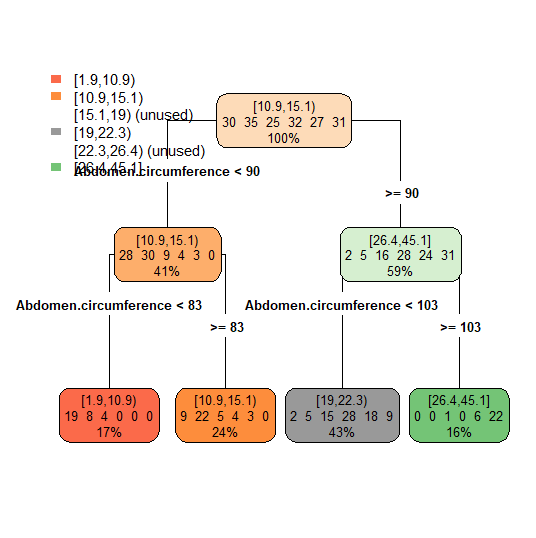 [1.9,10.9)
[10.9,15.1)
[15.1,19) (unused)
[19,22.3)
[22.3,26.4) (unused)
[26.4,45.1]
[10.9,15.1)
30 35 25 32 27 31
100%
Abdomen.circumference < 90
>= 90
[10.9,15.1)
28 30 9 4 3 0
41%
[26.4,45.1]
2 5 16 28 24 31
59%
Abdomen.circumference < 83
>= 83
Abdomen.circumference < 103
>= 103
[1.9,10.9)
19 8 4 0 0 0
17%
[10.9,15.1)
9 22 5 4 3 0
24%
[19,22.3)
2 5 15 28 18 9
43%
[26.4,45.1]
0 0 1 0 6 22
16%